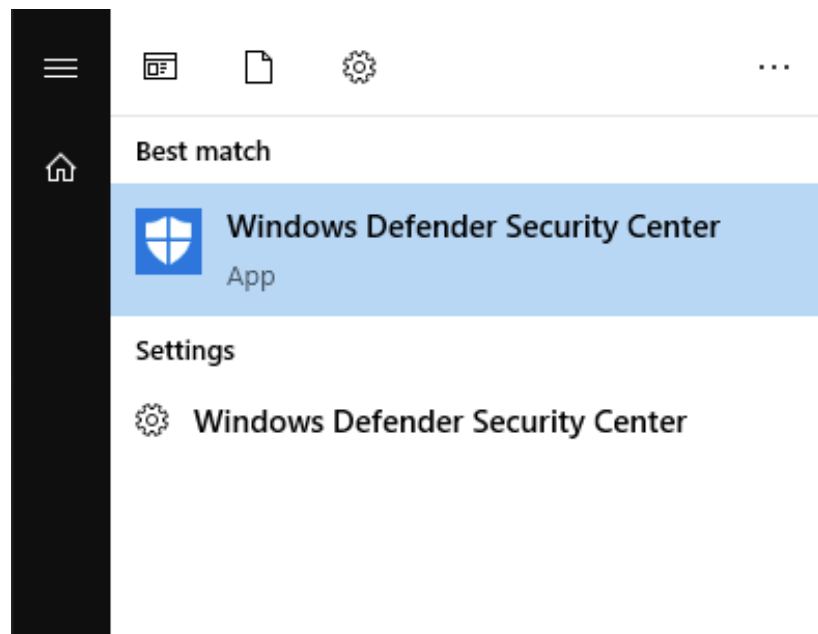 Best match
Windows Defender Security Center
App
Settings
Windows Defender Security Center